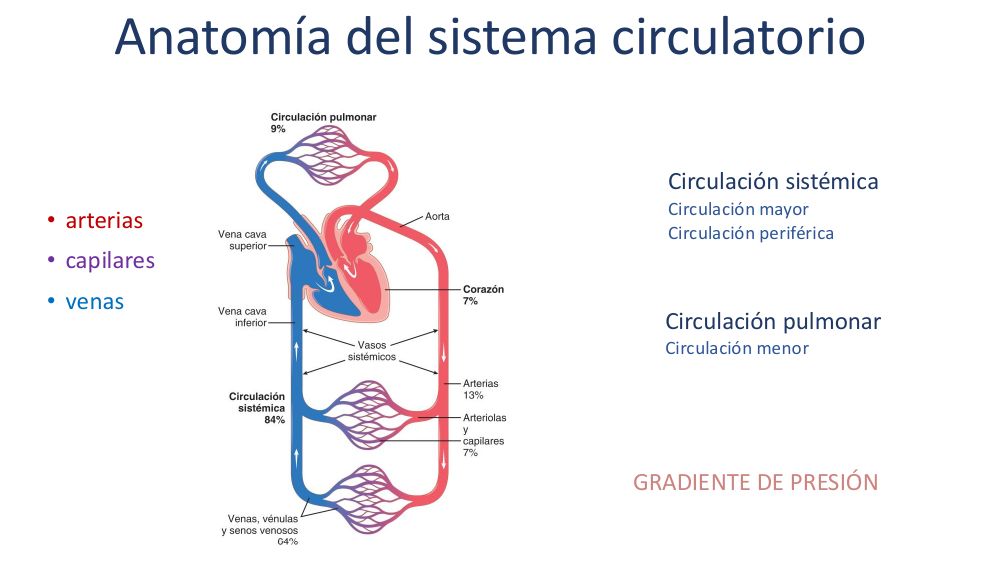 Anatomía del sistema circulatorio
• arterias
• capilares
• venas
Circulación pulmonar
9%
Aorta
Vena cava
superior
Corazón
7%
Vena cava
inferior
Vasos
sistémicos
Arterias
13%
Circulación
sistémica
84%
Arteriolas
y
capilares
7%
Venas, vénulas
y senos venosos
64%
Circulación sistémica
Circulación mayor
Circulación periférica
Circulación pulmonar
Circulación menor
GRADIENTE DE PRESIÓN